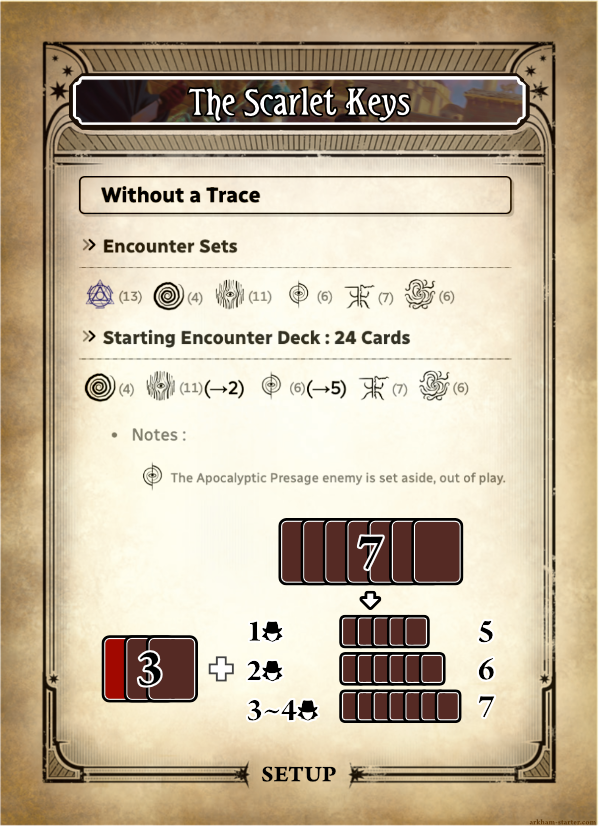 The Scarlet Keys
Without a Trace
Encounter Sets
(13) (4) (11) (6) (7) (6)
Starting Encounter Deck : 24 Cards
(4) (11)(→2) (6)(→5) (7) (6)
• Notes :
The Apocalyptic Presage enemy is set aside, out of play.
7
1 5
3 + 2 6
3~4 7
SETUP
arkham-starter.com